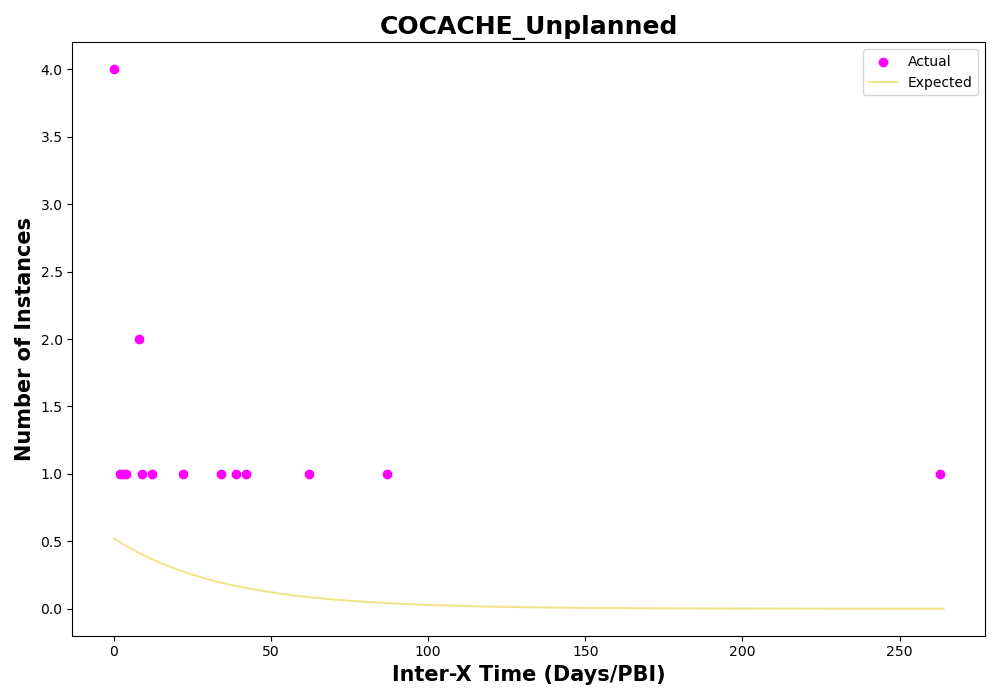 COCACHE_Unplanned
Actual
Expected
4.0
3.5
3.0
2.5
2.0
1.5
1.0
0.5
0.0
Number of Instances
0 50 100 150 200 250
Inter-X Time (Days/PBI)